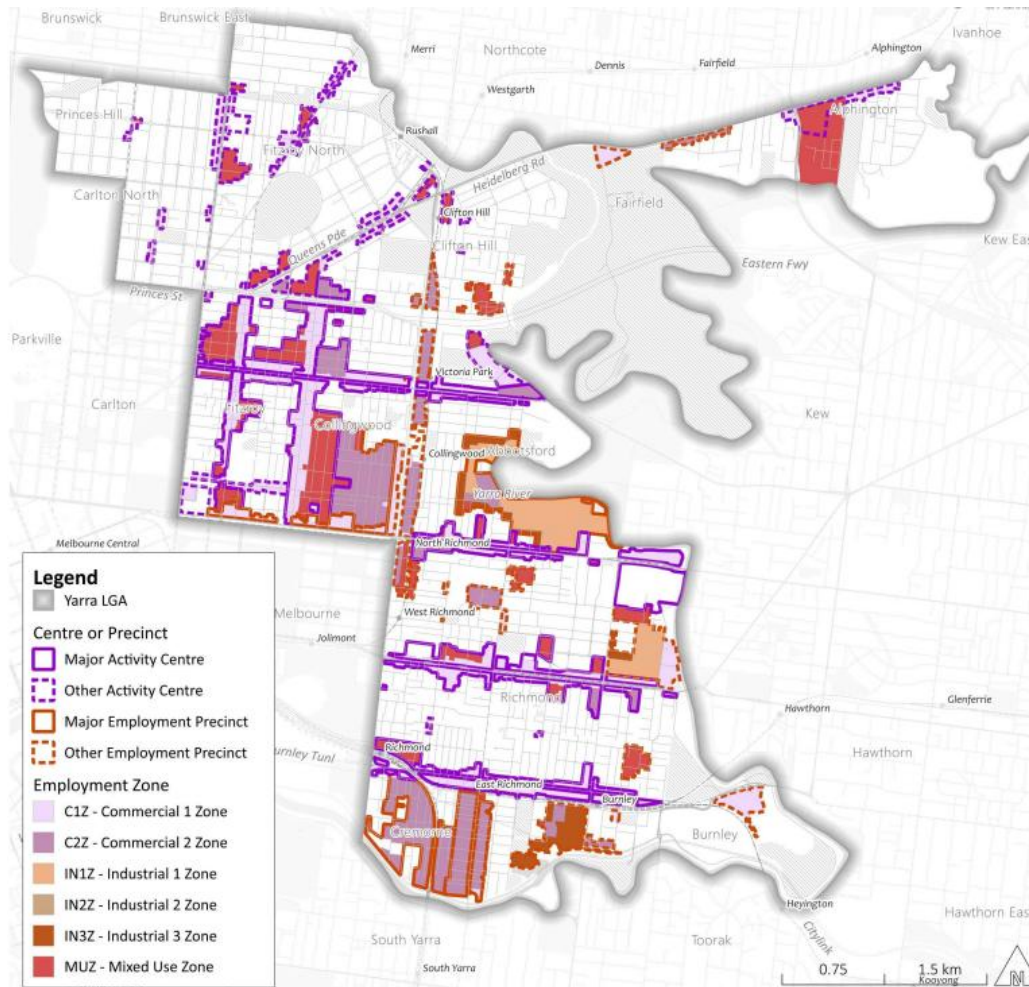 Brunswick
Brunswick East
Merri
Northcote
Dennis
Fairfield
Alphington
Ivanhoe
Westgarth
Princes Hill
Alphington
Rushall
Fitzroy North
Heidelberg Rd
Carlton North
Fairfield
Clifton Hill
Clifton Hill
Kew Eas
Queens Pde
Eastern Fwy
Princes St
Parkville
Victoria Park
Carlton
Kew
Fitzroy
Collingwood
Collingwood
Abbotsford
Yarra River
Melbourne Central
North Richmond
Legend
Yarra LGA
Centre or Precinct
Major Activity Centre
Other Activity Centre
Major Employment Precinct
Other Employment Precinct
Employment Zone
C1Z - Commercial 1 Zone
C2Z - Commercial 2 Zone
IN1Z - Industrial 1 Zone
IN2Z - Industrial 2 Zone
IN3Z - Industrial 3 Zone
MUZ - Mixed Use Zone
Melbourne
West Richmond
Jolimont
Richmond
Glenferrie
Hawthorn
Richmond
Hawthorn
urnley Tunl
East Richmond
Burnley
Cremorne
Burnley
Heyington
Hawthorn East
Citylink
South Yarra
Toorak
South Yarra
0.75
1.5 km
Kooyong
N